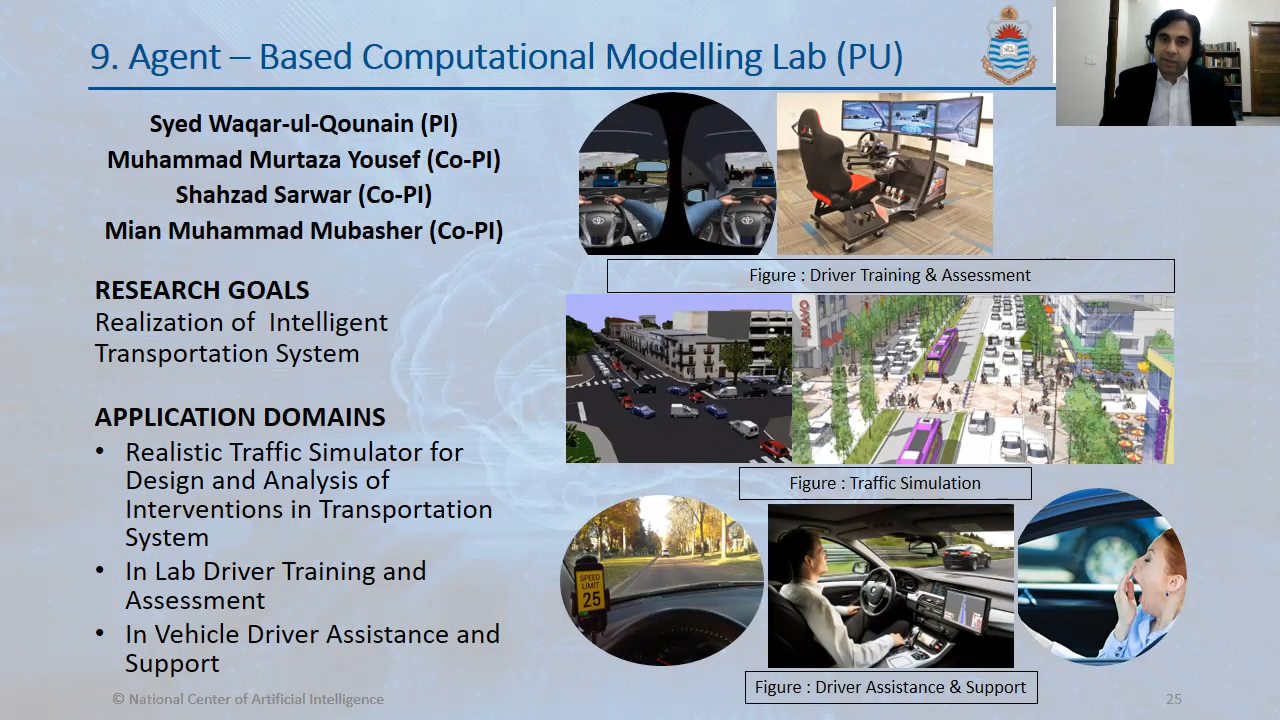 9. Agent – Based Computational Modelling Lab (PU)
Syed Waqar-ul-Qounain (PI)
Muhammad Murtaza Yousef (Co-PI)
Shahzad Sarwar (Co-PI)
Mian Muhammad Mubasher (Co-PI)
RESEARCH GOALS
Realization of Intelligent
Transportation System
APPLICATION DOMAINS
• Realistic Traffic Simulator for
Design and Analysis of
Interventions in Transportation
System
• In Lab Driver Training and
Assessment
• In Vehicle Driver Assistance and
Support
Figure : Driver Training & Assessment
BRAVO
Figure : Traffic Simulation
SPEED
LIMIT
25
Figure : Driver Assistance & Support
© National Center of Artificial Intelligence
25